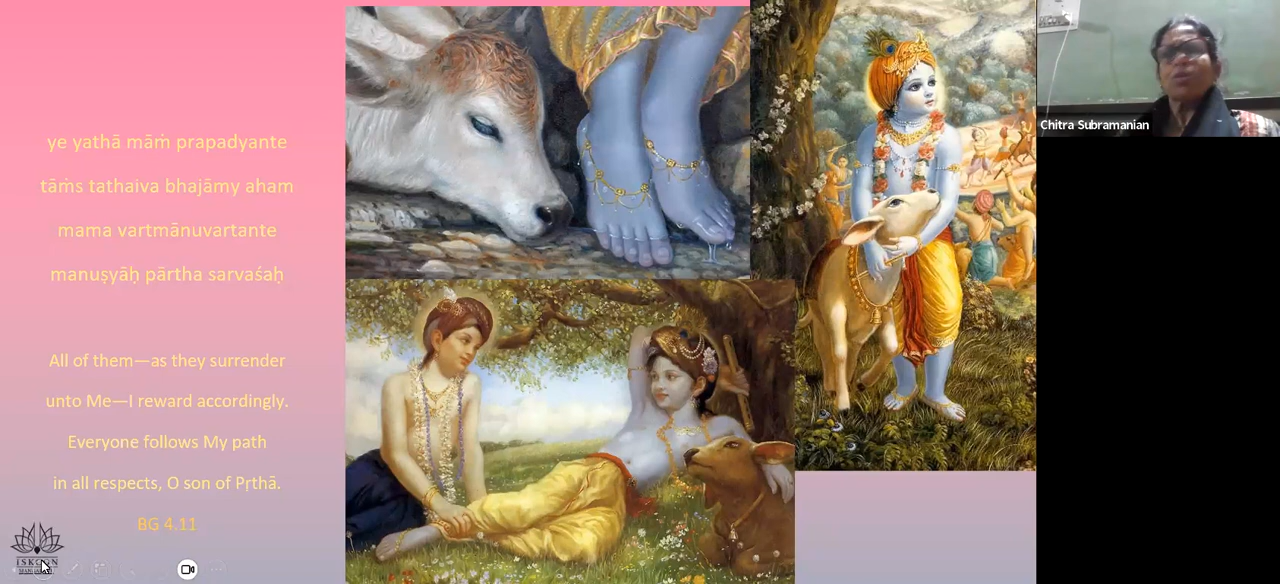 ye yathā māṁ prapadyante
tāṁs tathaiva bhajāmy aham
mama vartmānuvartante
manuṣyāḥ pārtha sarvaśaḥ
All of them—as they surrender
unto Me—I reward accordingly.
Everyone follows My path
in all respects, O son of Pṛthā.
BG 4.11
ISKCON
Chitra Subramanian